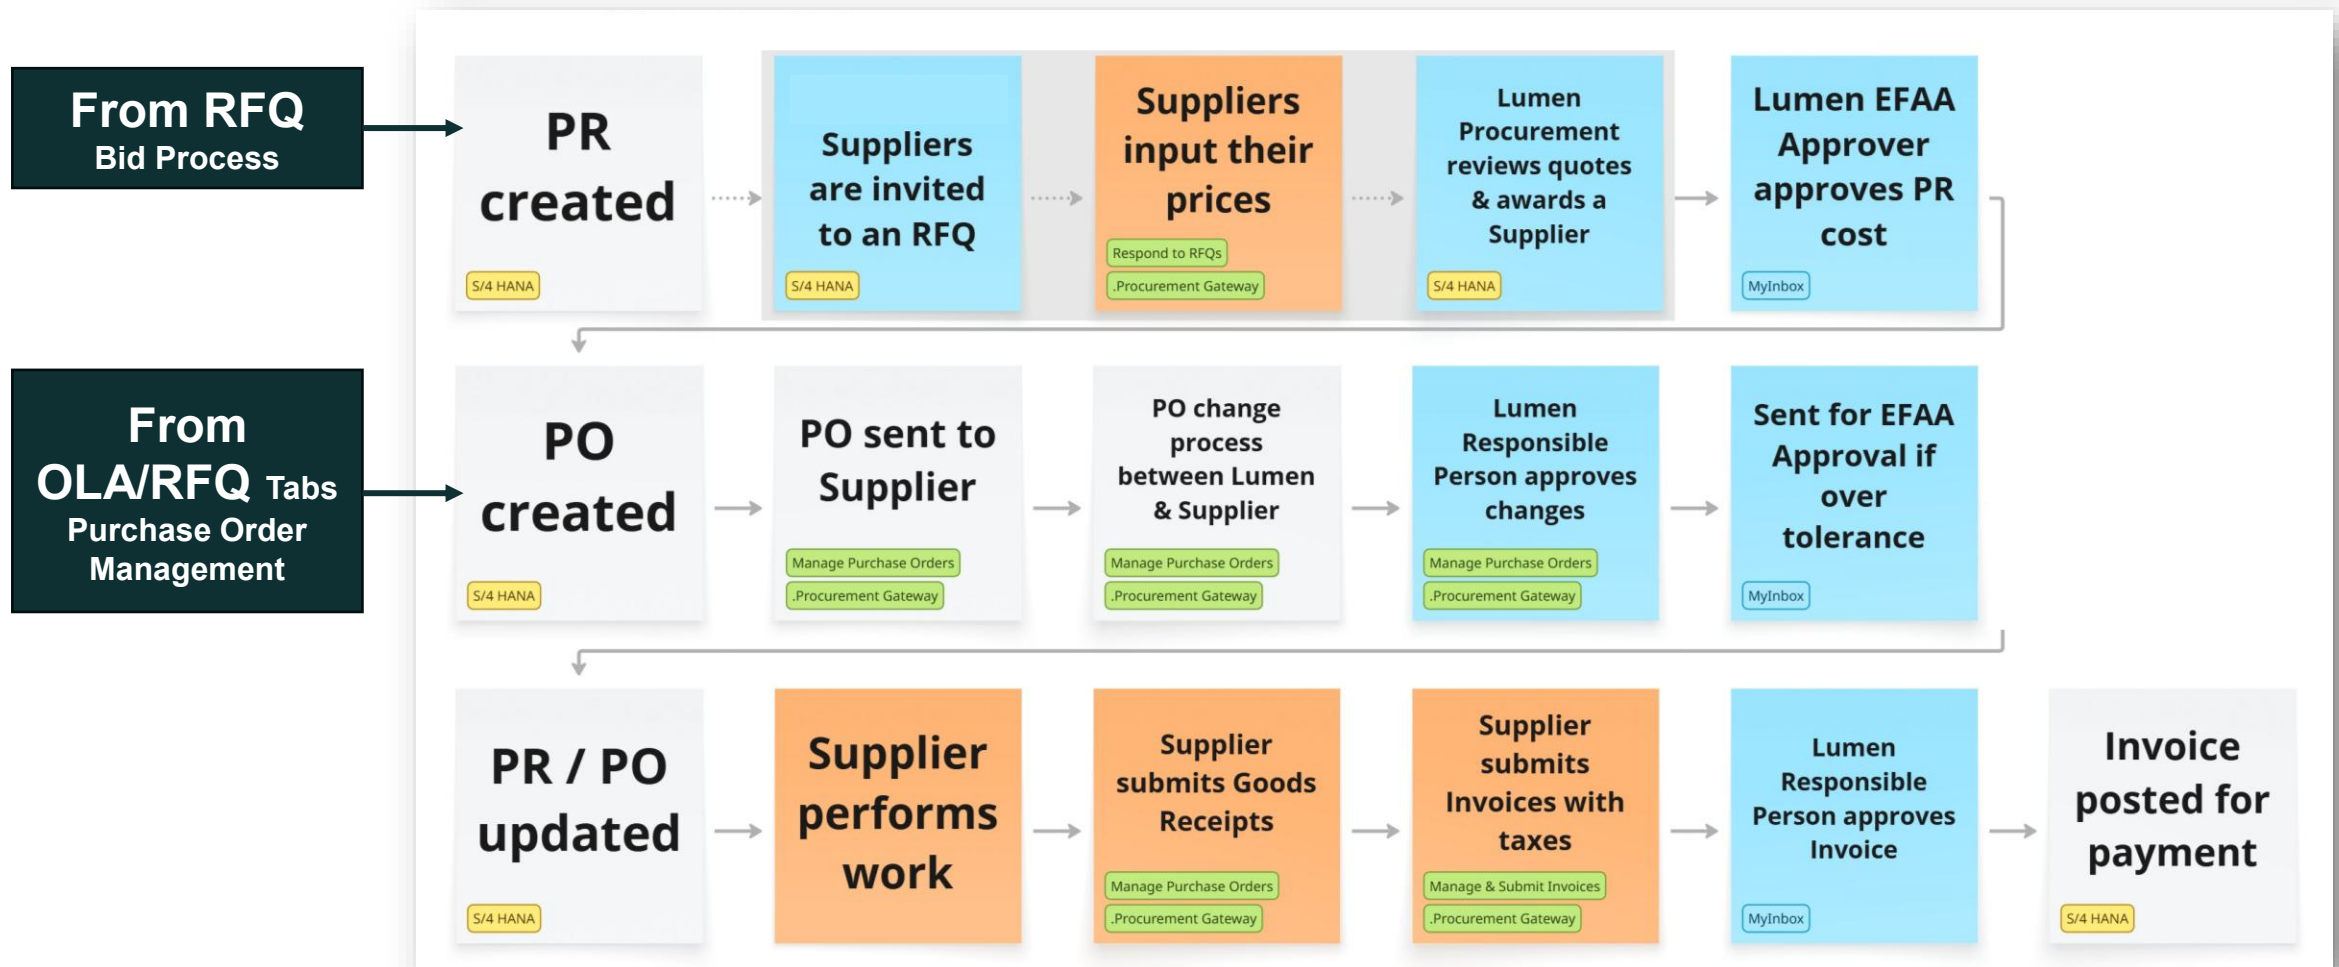 From RFQ
Bid Process
PR
created
S/4 HANA
Suppliers
are invited
to an RFQ
S/4 HANA
Suppliers
input their
prices
Respond to RFQs
.Procurement Gateway
Lumen
Procurement
reviews quotes
& awards a
Supplier
S/4 HANA
Lumen EFAA
Approver
approves PR
cost
MyInbox
From
OLA/RFQ Tabs
Purchase Order
Management
PO
created
S/4 HANA
PO sent to
Supplier
Manage Purchase Orders
.Procurement Gateway
PO change
process
between Lumen
& Supplier
Manage Purchase Orders
.Procurement Gateway
Lumen
Responsible
Person approves
changes
Manage Purchase Orders
.Procurement Gateway
Sent for EFAA
Approval if
over
tolerance
MyInbox
PR / PO
updated
S/4 HANA
Supplier
performs
work
Supplier
submits Goods
Receipts
Manage Purchase Orders
.Procurement Gateway
Supplier
submits
Invoices with
taxes
Manage & Submit Invoices
.Procurement Gateway
Lumen
Responsible
Person approves
Invoice
MyInbox
Invoice
posted for
payment
S/4 HANA